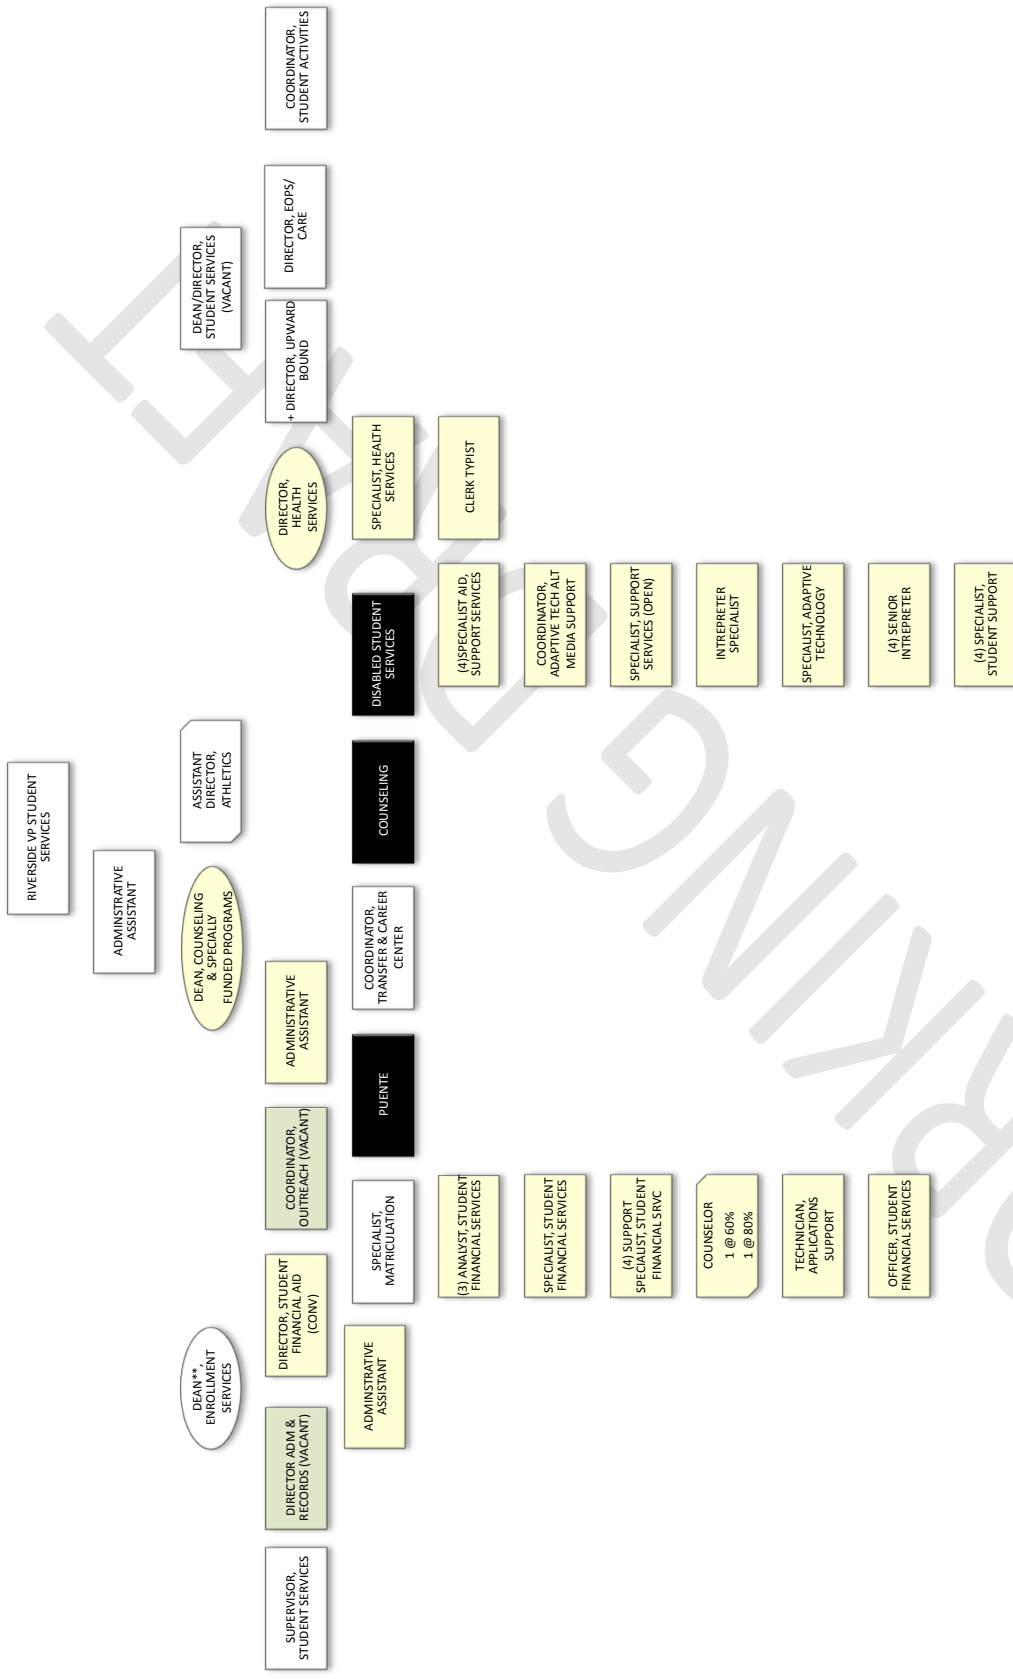 RIVERSIDE VP STUDENT
SERVICES
ADMINSTRATIVE
ASSISTANT
DEAN**,
ENROLLMENT
SERVICES
DEAN, COUNSELING
& SPECIALLY
FUNDED PROGRAMS
ASSISTANT
DIRECTOR,
ATHLETICS
DEAN/DIRECTOR,
STUDENT SERVICES
(VACANT)
SUPERVISOR,
STUDENT SERVICES
DIRECTOR ADM &
RECORDS (VACANT)
DIRECTOR, STUDENT
FINANCIAL AID
(CONV)
COORDINATOR,
OUITREACH (VACANT)
ADMINISTRATIVE
ASSISTANT
DIRECTOR,
HEALTH
SERVICES
+ DIRECTOR, UPWARD
BOUND
DIRECTOR, EOPS/
CARE
COORDINATOR,
STUDENT ACTIVITIES
ADMINSTRATIVE
ASSISTANT
SPECIALIST,
MATRICULATION
PUENTE
COORDINATOR,
TRANSFER & CAREER
CENTER
COUNSELING
DISABLED STUDENT
SERVICES
SPECIALIST, HEALTH
SERVICES
(3) ANALYST, STUDENT
FINANCIAL SERVICES
(4)SPECIALIST AID,
SUPPORT SERVICES
CLERK TYPIST
SPECIALIST, STUDENT
FINANCIAL SERVICES
COORDINATOR,
ADAPTIVE TECH ALT
MEDIA SUPPORT
(4) SUPPORT
SPECIALIST, STUDENT
FINANCIAL SRVC
SPECIALIST, SUPPORT
SERVICES (OPEN)
COUNSELOR
1 @ 60%
1 @ 80%
INTREPRETER
SPECIALIST
TECHNICIAN,
APPLICATIONS
SUPPORT
SPECIALIST, ADAPTIVE
TECHNOLOGY
OFFICER, STUDENT
FINANCIAL SERVICES
(4) SENIOR
INTREPRETER
(4) SPECIALIST,
STUDENT SUPPORT
RKING DRAFT